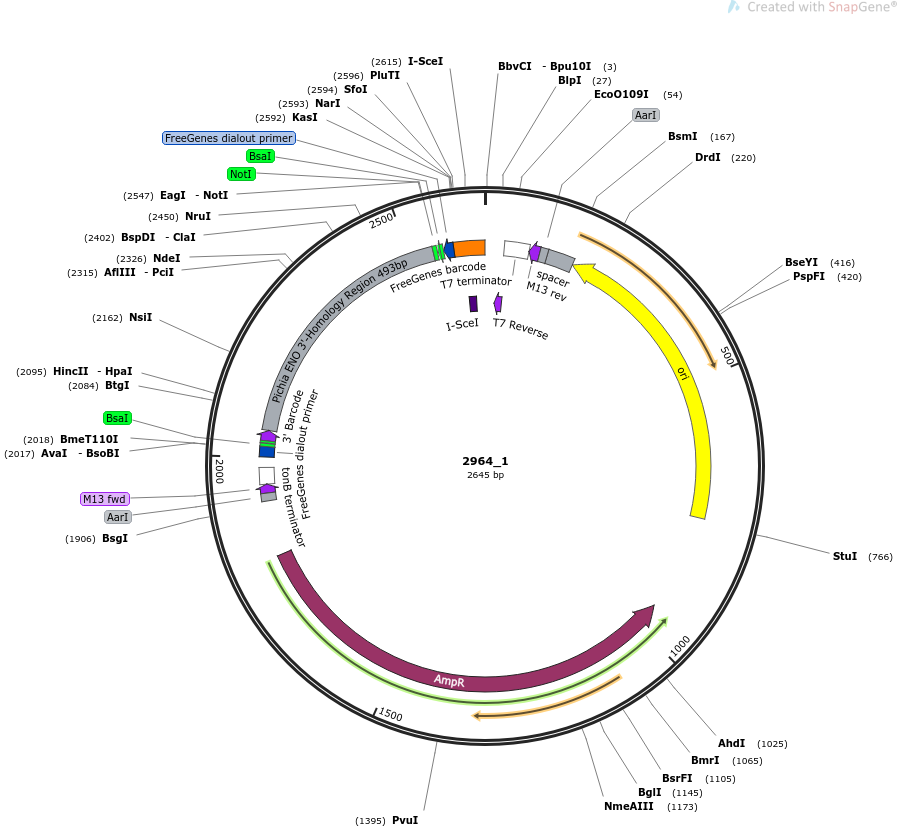 Created with SnapGene®
(2615) I-SceI
(2596) PluTI
(2594) SfoI
(2593) NarI
(2592) KasI
FreeGenes dialout primer
BsaI
NotI
(2547) EagI - NotI
(2450) NruI
(2402) BspDI - ClaI
(2326) NdeI
(2315) AflIII - PciI
(2162) NsiI
(2095) HincII - HpaI
(2084) BtgI
BsaI
(2018) BmeT110I
(2017) AvaI - BsoBI
M13 fwd
AarI
(1906) BsgI
(1395) PvuI
BbvCI - Bpu10I (3)
BlpI (27)
EcoO109I (54)
AarI
BsmI (167)
DrdI (220)
BseYI (416)
PspFI (420)
StuI (766)
AhdI (1025)
BmrI (1065)
BsrFI (1105)
BglI (1145)
NmeAIII (1173)
500
1000
1500
2000
2500
FreeGenes barcode
T7 terminator
spacer
M13 rev
I-SceI
T7 Reverse
ori
Pichia ENO 3'-Homology Region 493bp
3' Barcode
FreeGenes dialout primer
tonB terminator
AmpR
2964_1
2645 bp